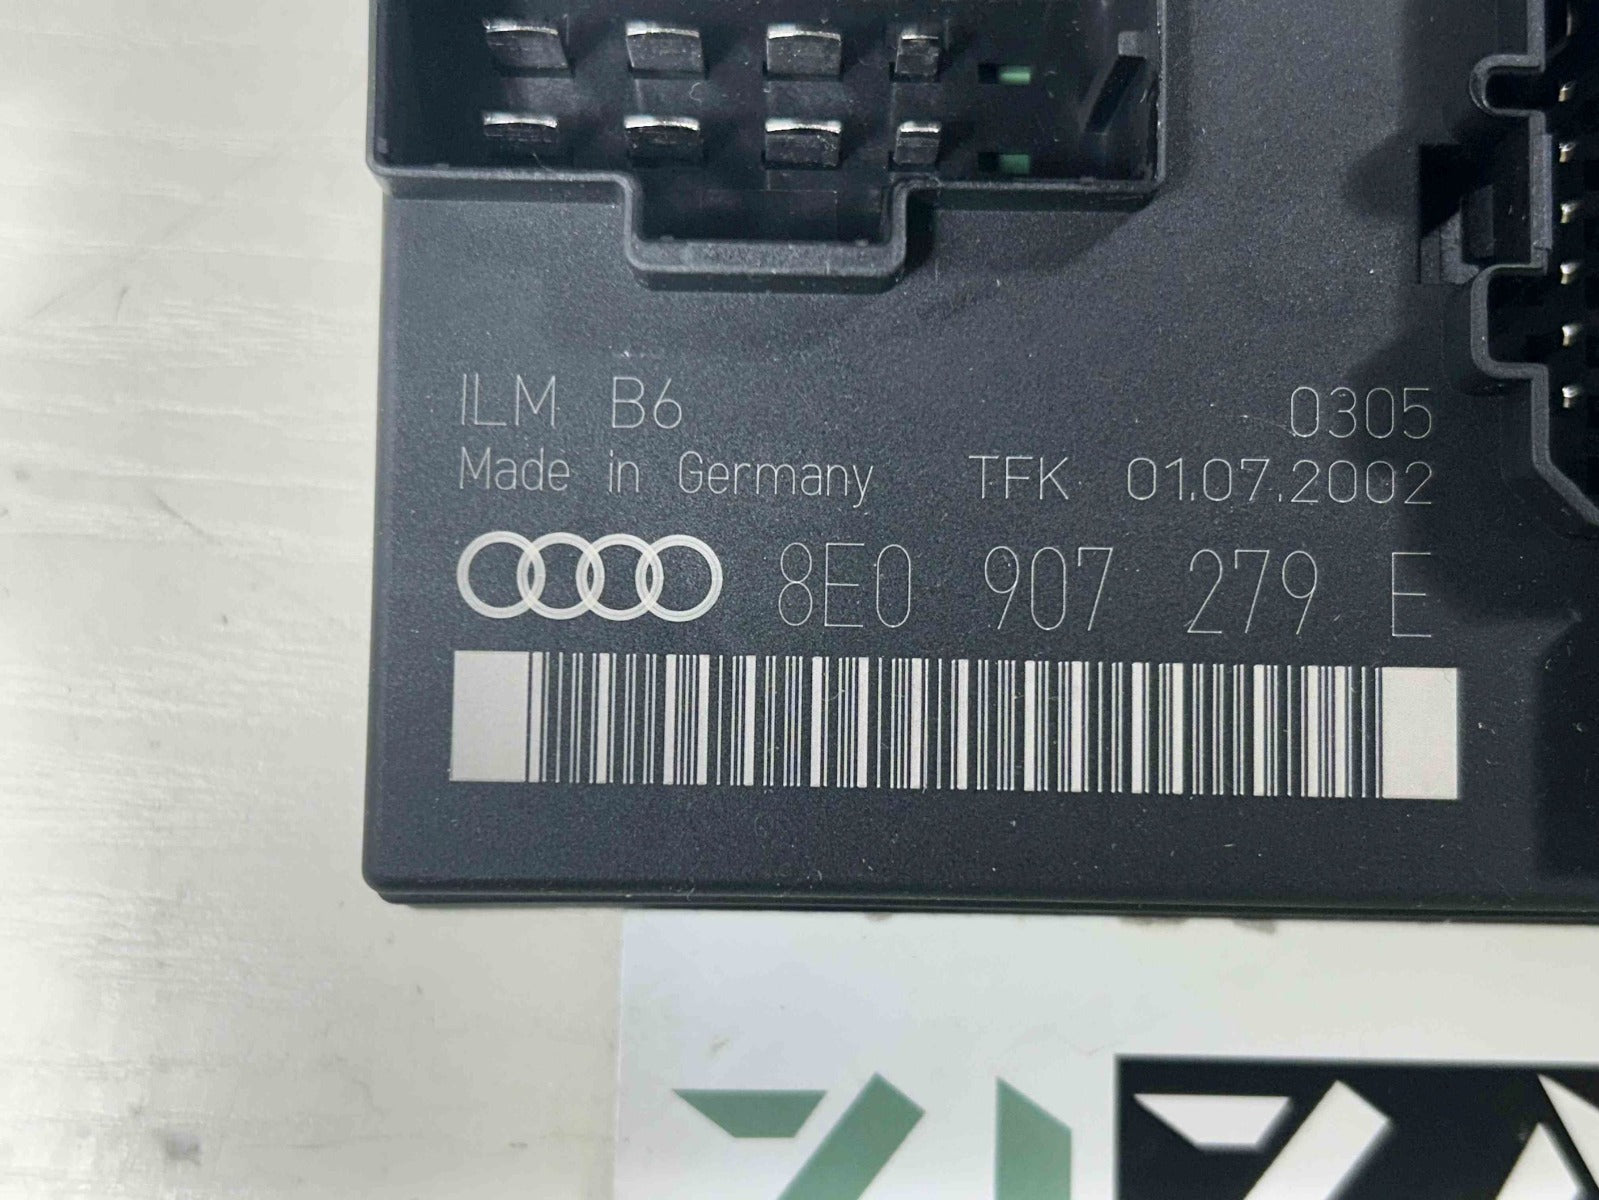 ILM B6 0305
Made in Germany TFK 01.07.2002
8E0 907 279 E